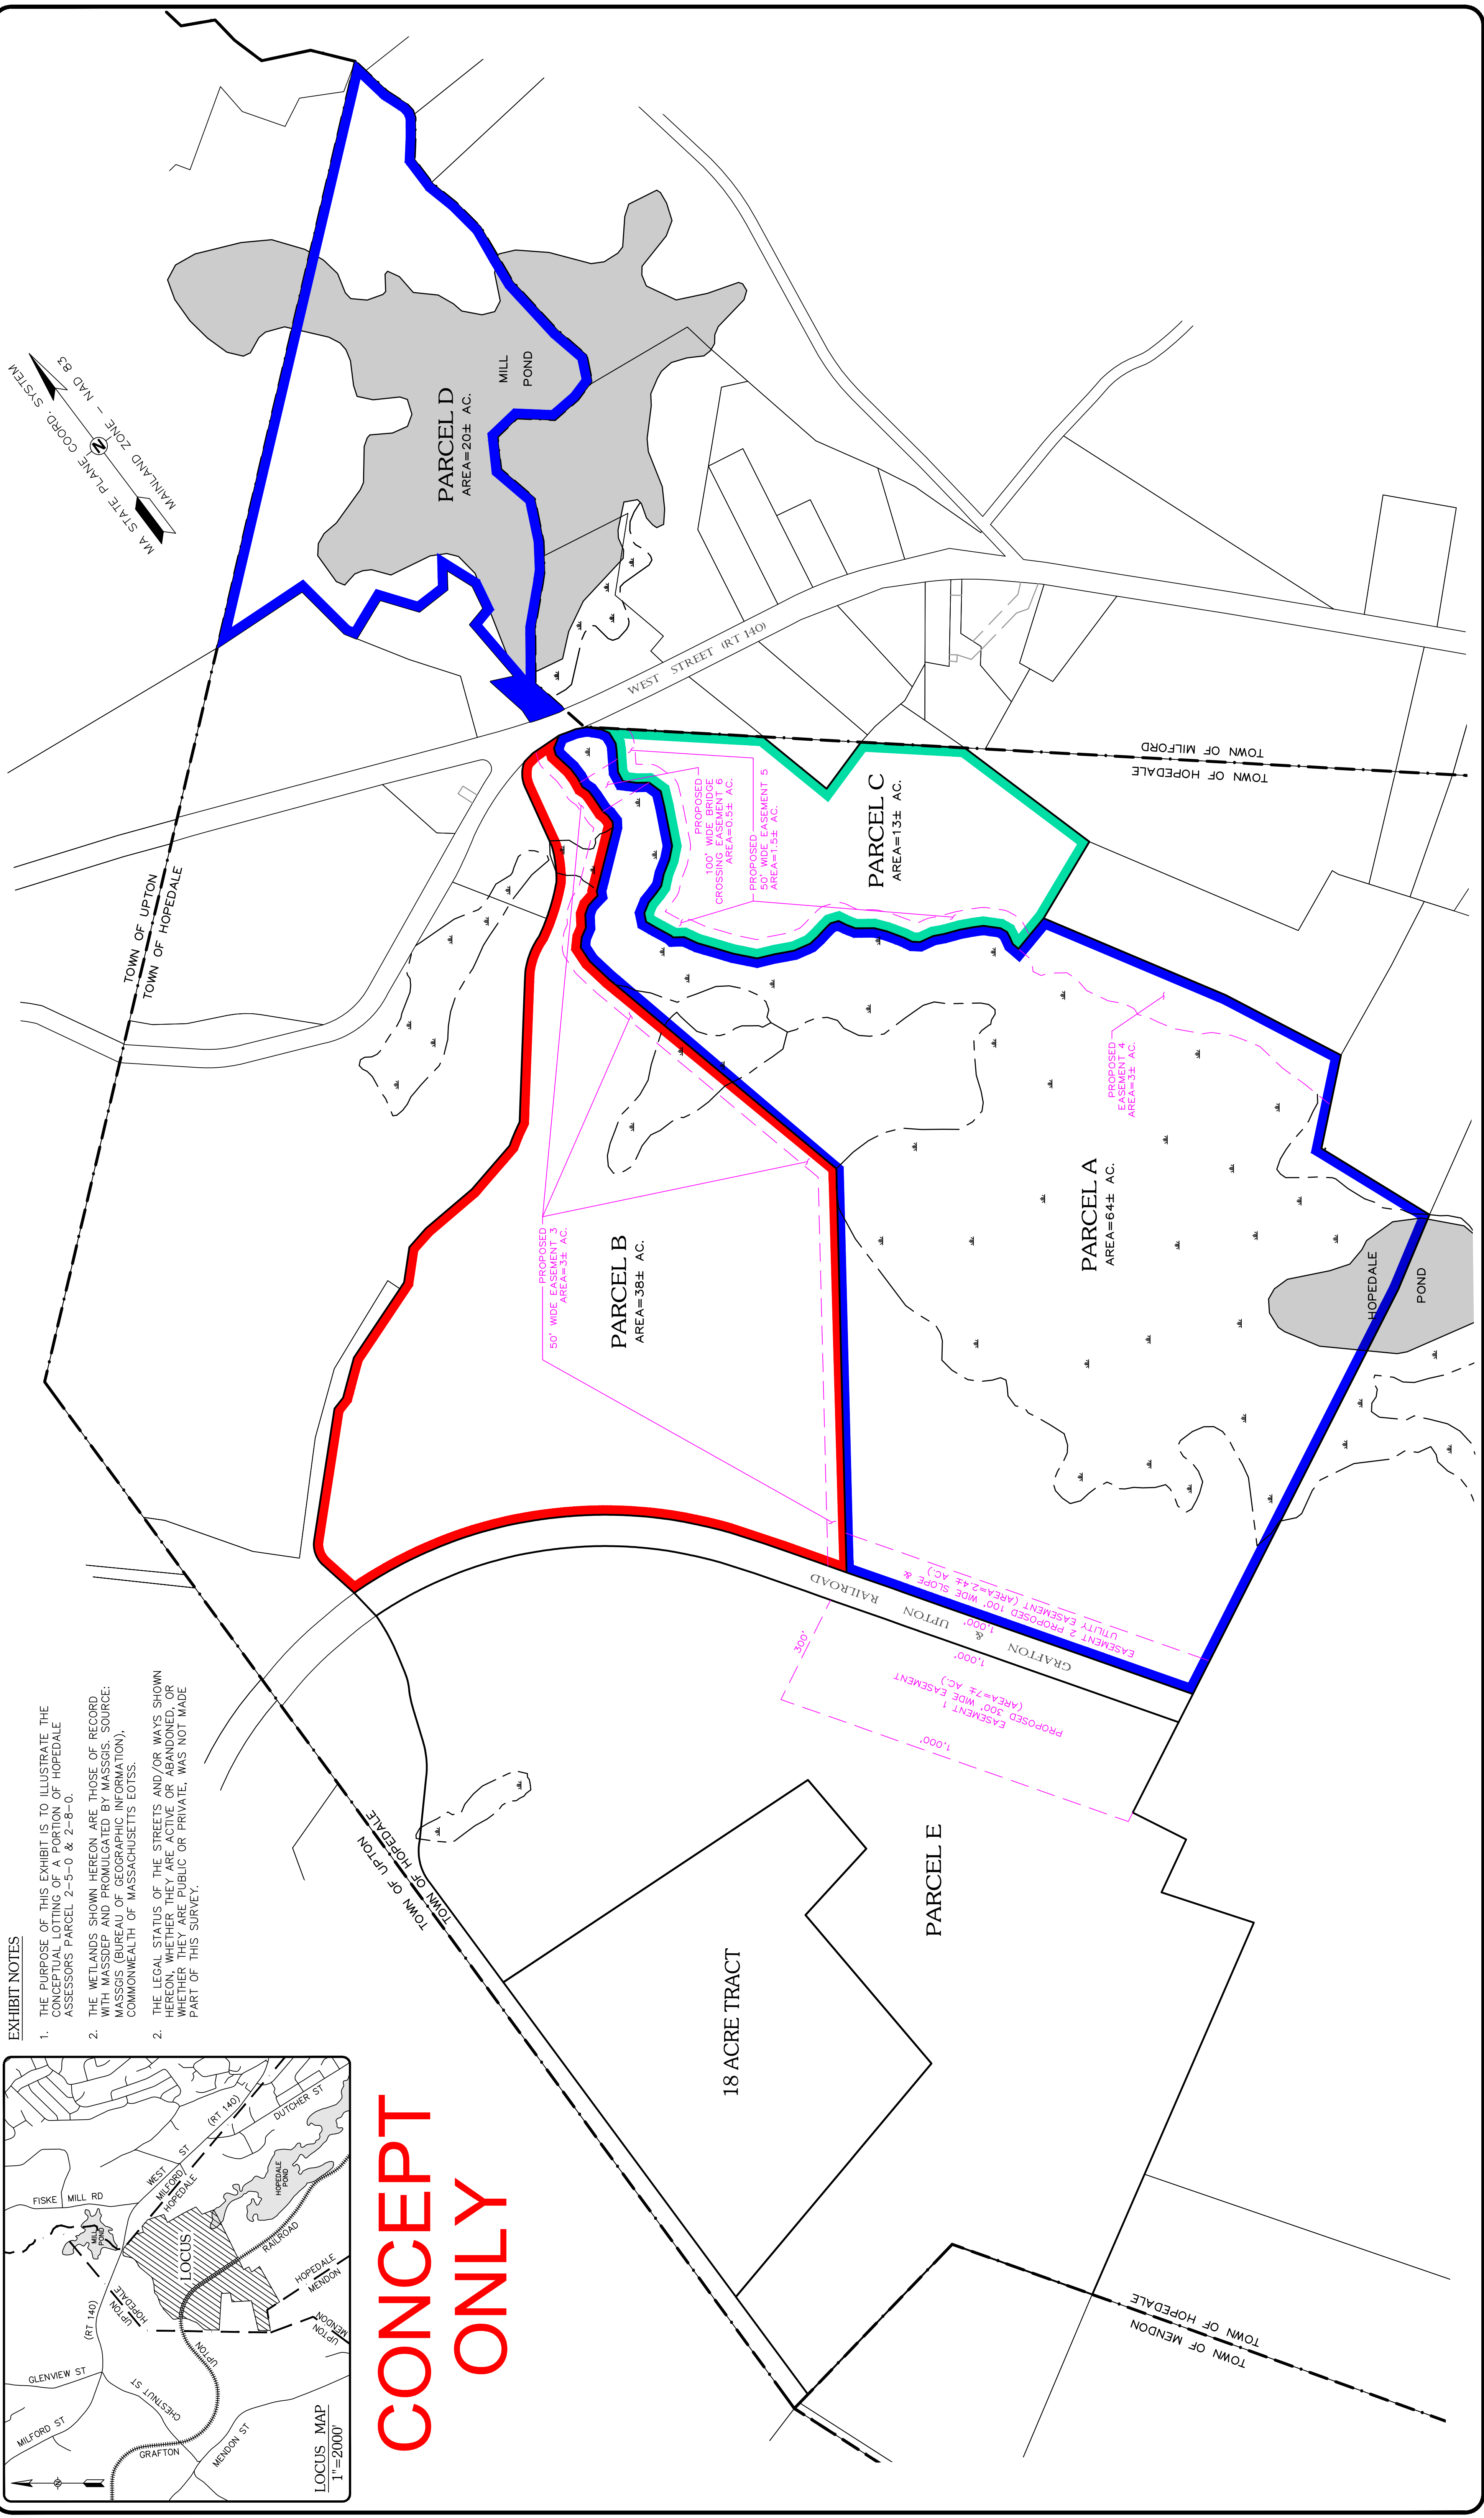 EXHIBIT NOTES
1. THE PURPOSE OF THIS EXHIBIT IS TO ILLUSTRATE THE
CONCEPTUAL LOTTING OF A PORTION OF HOPEDALE
ASSESSORS PARCEL 2-5-0 & 2-8-0.
2. THE WETLANDS SHOWN HEREON ARE THOSE OF RECORD
WITH MASSDEP AND PROMULGATED BY MASSGIS. SOURCE:
MASSGIS (BUREAU OF GEOGRAPHIC INFORMATION),
COMMONWEALTH OF MASSACHUSETTS EOTSS.
2. THE LEGAL STATUS OF THE STREETS AND/OR WAYS SHOWN
HEREON, WHETHER THEY ARE ACTIVE OR ABANDONED, OR
WHETHER THEY ARE PUBLIC OR PRIVATE, WAS NOT MADE
PART OF THIS SURVEY.
MILFORD ST
GLENVIEW ST
(RT 140)
FISKE MILL RD
MILL
POND
WEST ST
(RT 140)
MILFORD
HOPEDALE
DUTCHER ST
UPTON
HOPEDALE
LOCUS
HOPEDALE
POND
CHESTNUT ST
UPTON
RAILROAD
GRAFTON
MENDON ST
HOPEDALE
MENDON
UPTON
MENDON
N
LOCUS MAP
1"=2000'
CONCEPT
ONLY
MA STATE PLANE COORD. SYSTEM
N
MAINLAND ZONE - NAD 83
TOWN OF UPTON
TOWN OF HOPEDALE
PARCEL D
AREA=20± AC.
MILL
POND
WEST STREET (RT 140)
TOWN OF MILFORD
TOWN OF HOPEDALE
PROPOSED
100' WIDE BRIDGE
CROSSING EASEMENT 6
AREA=0.5± AC.
PROPOSED
50' WIDE EASEMENT 5
AREA=1.5± AC.
PARCEL C
AREA=13± AC.
PROPOSED
50' WIDE EASEMENT 3
AREA=3± AC.
PARCEL B
AREA=38± AC.
PROPOSED
EASEMENT 4
AREA=3± AC.
PARCEL A
AREA=64± AC.
HOPEDALE
POND
GRAFTON & UPTON RAILROAD
EASEMENT 2 PROPOSED 100' WIDE SLOPE &
UTILITY EASEMENT (AREA=2.4± AC.)
1,000'
1,000'
300'
EASEMENT 1
PROPOSED 300' WIDE EASEMENT
(AREA=7± AC.)
1,000'
TOWN OF UPTON
TOWN OF HOPEDALE
18 ACRE TRACT
PARCEL E
TOWN OF HOPEDALE
TOWN OF MENDON